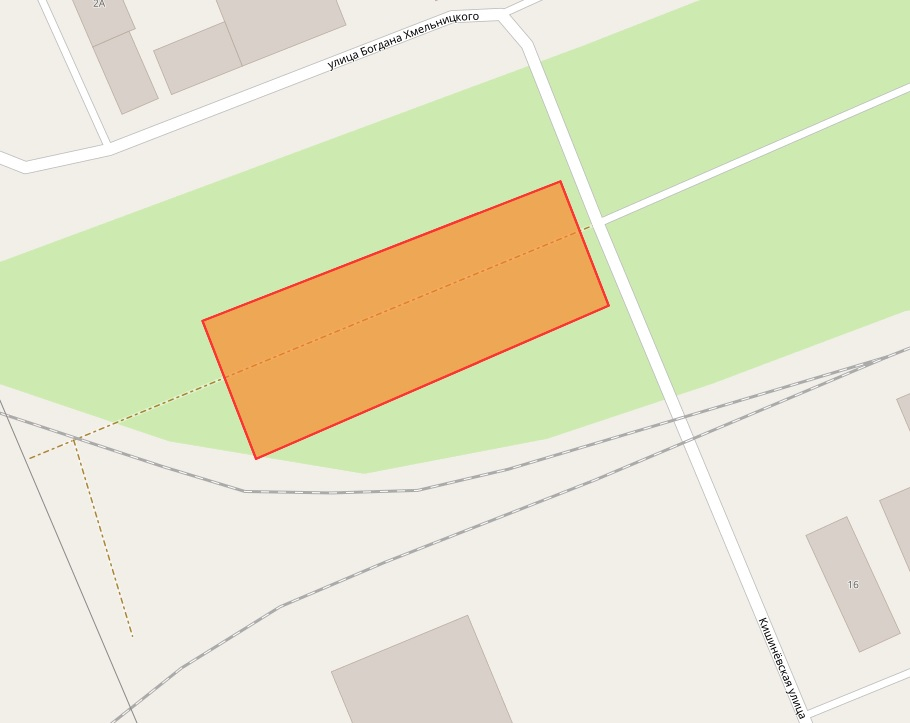 2А
улица Богдана Хмельницкого
16
Кишинёвская улица